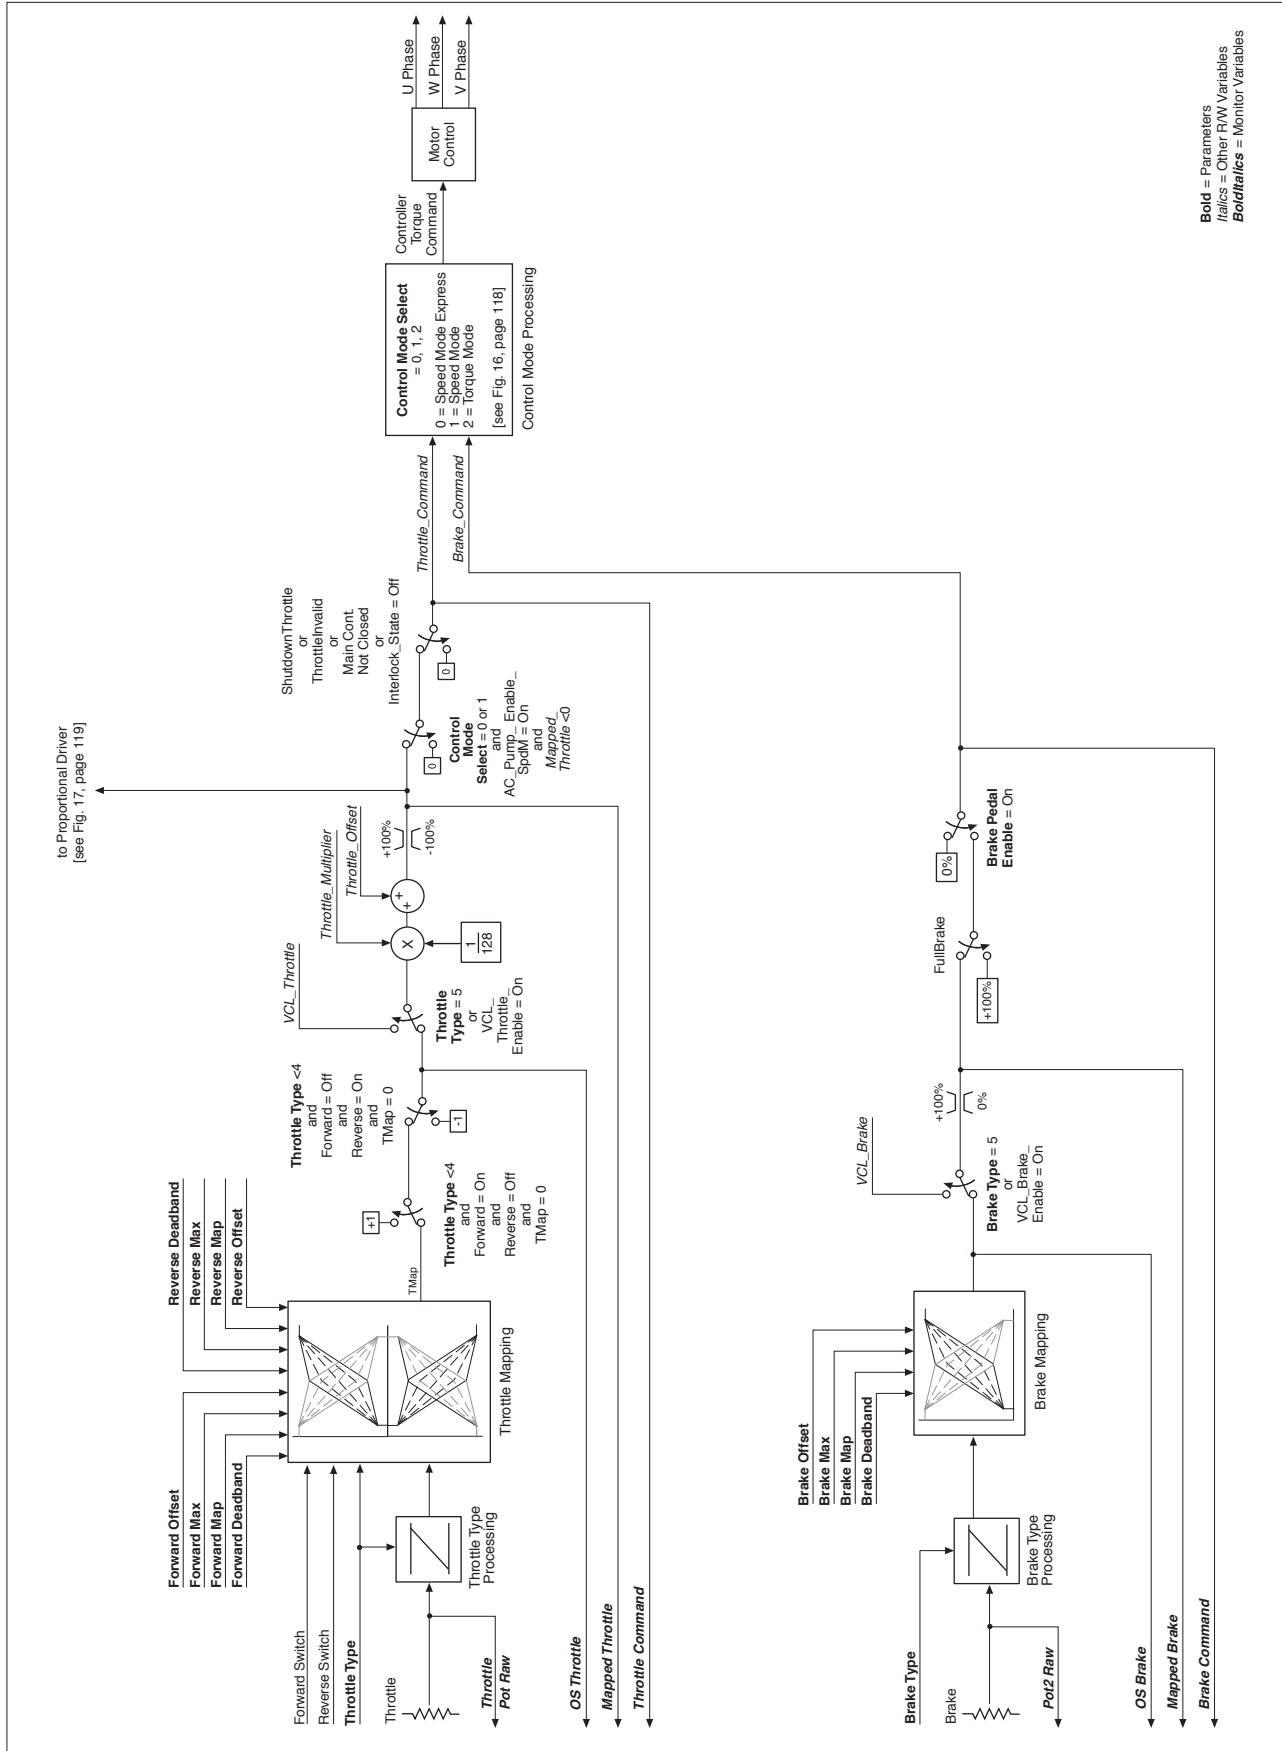 to Proportional Driver
[see Fig. 17, page 119]
Forward Offset
Forward Max
Forward Map
Forward Deadband
Reverse Deadband
Reverse Max
Reverse Map
Reverse Offset
Forward Switch
Reverse Switch
Throttle Type
Throttle
Throttle
Pot Raw
Throttle Type
Processing
Throttle Mapping
TMap
+1
Throttle Type <4
and
Forward = On
and
Reverse = Off
and
TMap = 0
Throttle Type <4
and
Forward = Off
and
Reverse = On
and
TMap = 0
-1
VCL_Throttle
Throttle
Type = 5
or
VCL_
Throttle_
Enable = On
Throttle_Multiplier
X
1
128
Throttle_Offset
+
+
+100%
-100%
0
Control
Mode
Select = 0 or 1
and
AC_Pump_Enable_
SpdM = On
and
Mapped_
Throttle <0
ShutdownThrottle
or
ThrottleInvalid
or
Main Cont.
Not Closed
or
Interlock_State = Off
0
Throttle_Command
Brake_Command
Control Mode Select
= 0, 1, 2
0 = Speed Mode Express
1 = Speed Mode
2 = Torque Mode
[see Fig. 16, page 118]
Control Mode Processing
Controller
Torque
Command
Motor
Control
U Phase
W Phase
V Phase
OS Throttle
Mapped Throttle
Throttle Command
Brake Type
Brake
Pot2 Raw
Brake Type
Processing
Brake Offset
Brake Max
Brake Map
Brake Deadband
Brake Mapping
VCL_Brake
Brake Type = 5
or
VCL_Brake_
Enable = On
+100%
0%
FullBrake
+100%
0%
Brake Pedal
Enable = On
OS Brake
Mapped Brake
Brake Command
Bold = Parameters
Italics = Other R/W Variables
BoldItalics = Monitor Variables